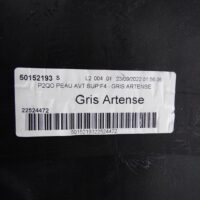 50152193 S L2 004 01 23/09/2022 01:56:06
P2QO PEAU AVT SUP F4 - GRIS ARTENSE
Gris Artense
22524472
5015219322524472